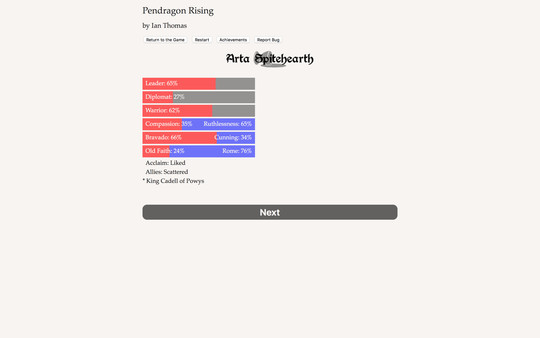 Pendragon Rising
by Ian Thomas
Return to the Game Restart Achievements Report Bug
Arta Spitehearth
Leader: 65%
Diplomat: 27%
Warrior: 62%
Compassion: 35% Ruthlessness: 65%
Bravado: 66% Cunning: 34%
Old Faith: 24% Rome: 76%
Acclaim: Liked
Allies: Scattered
* King Cadell of Powys
Next